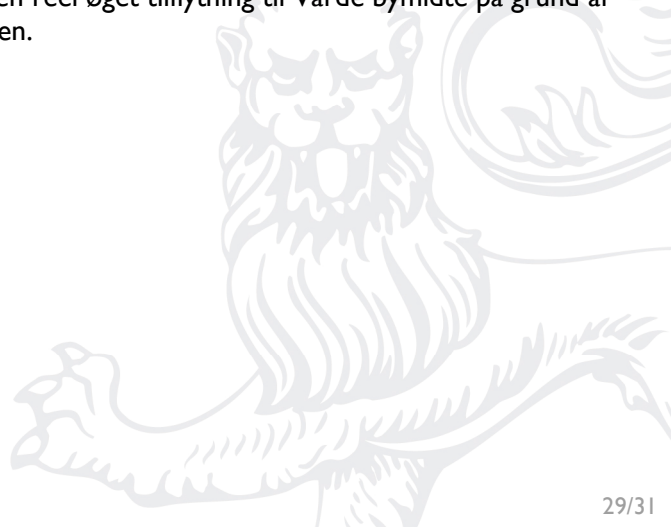 en reel øget tilflytning til Varde bymidte på grund af
en.
29/31